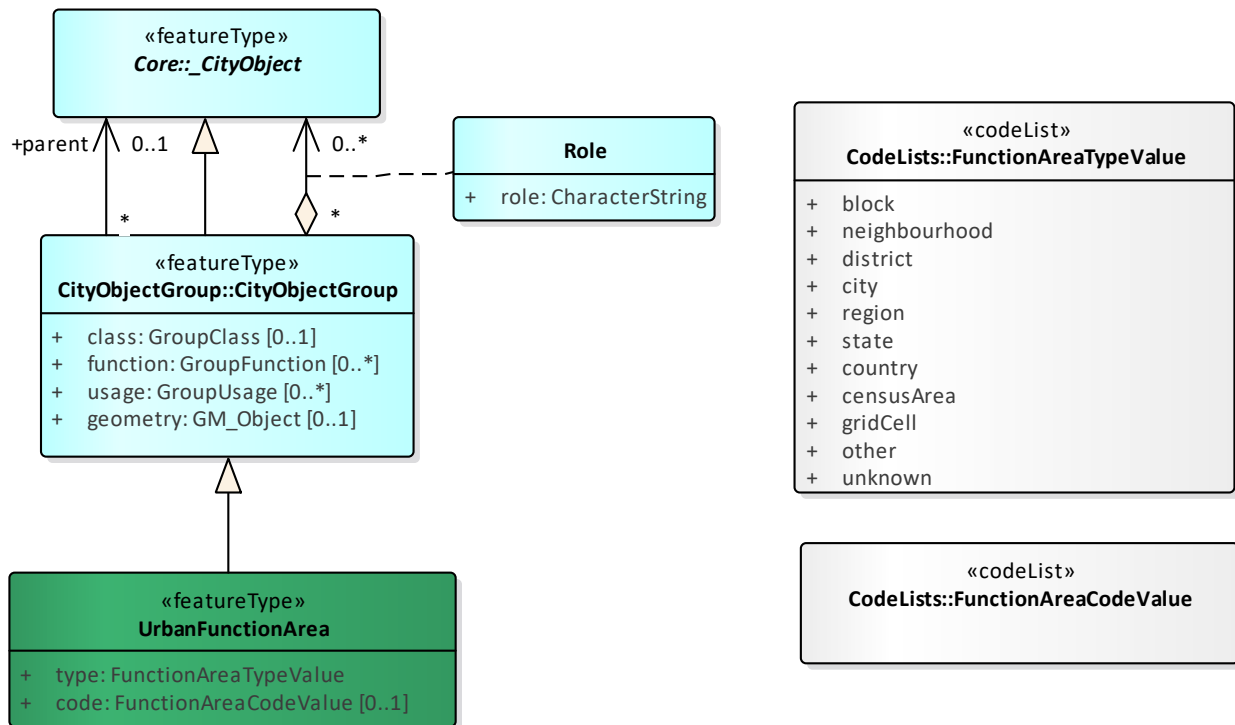 «featureType»
Core::_CityObject
+parent
0..1
0..*
*
*
Role
+ role: CharacterString
«featureType»
CityObjectGroup::CityObjectGroup
+ class: GroupClass [0..1]
+ function: GroupFunction [0..*]
+ usage: GroupUsage [0..*]
+ geometry: GM_Object [0..1]
«featureType»
UrbanFunctionArea
+ type: FunctionAreaTypeValue
+ code: FunctionAreaCodeValue [0..1]
«codeList»
CodeLists::FunctionAreaTypeValue
+ block
+ neighbourhood
+ district
+ city
+ region
+ state
+ country
+ censusArea
+ gridCell
+ other
+ unknown
«codeList»
CodeLists::FunctionAreaCodeValue